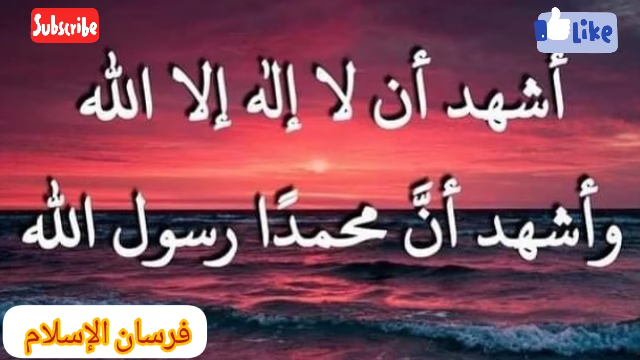 Subscribe
Like
أشهد أن لا إله إلا الله
وأشهد أنَّ محمدًا رسول الله
فرسان الإسلام